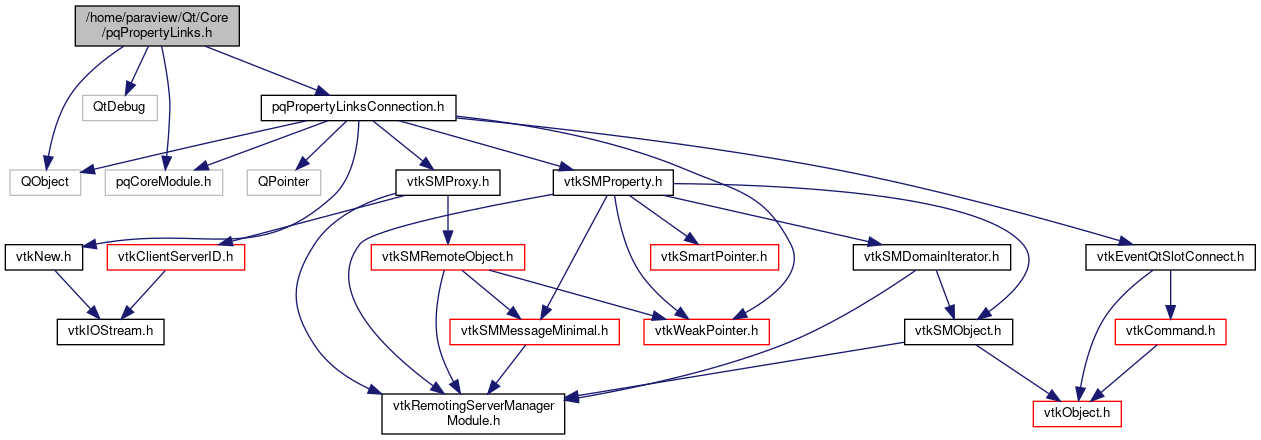 /home/paraview/Qt/Core
/pqPropertyLinks.h
QtDebug
pqPropertyLinksConnection.h
QObject
pqCoreModule.h
QPointer
vtkSMProxy.h
vtkSMProperty.h
vtkNew.h
vtkClientServerID.h
vtkSMRemoteObject.h
vtkSmartPointer.h
vtkSMDomainIterator.h
vtkEventQtSlotConnect.h
vtkIOStream.h
vtkSMMessageMinimal.h
vtkWeakPointer.h
vtkSMObject.h
vtkCommand.h
vtkRemotingServerManager
Module.h
vtkObject.h